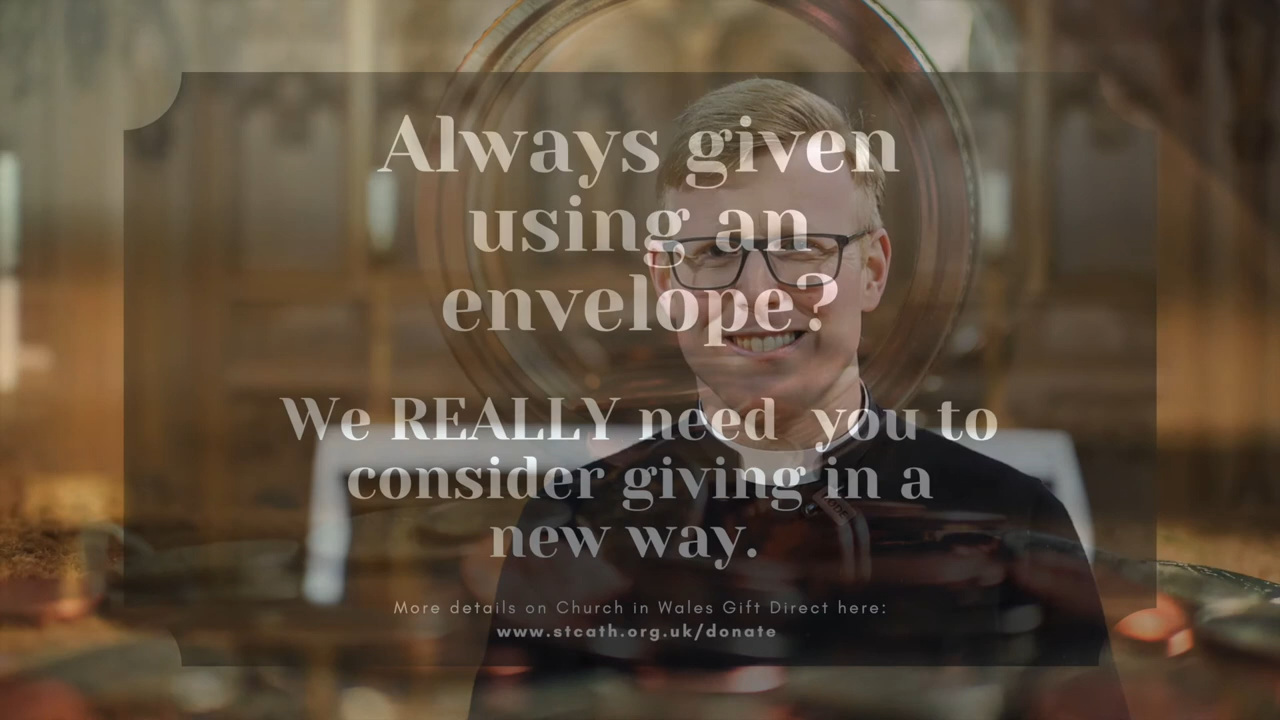 Always given
using an
envelope?
We REALLY need you to
consider giving in a
new way.
More details on Church in Wales Gift Direct here:
www.stcath.org.uk/donate